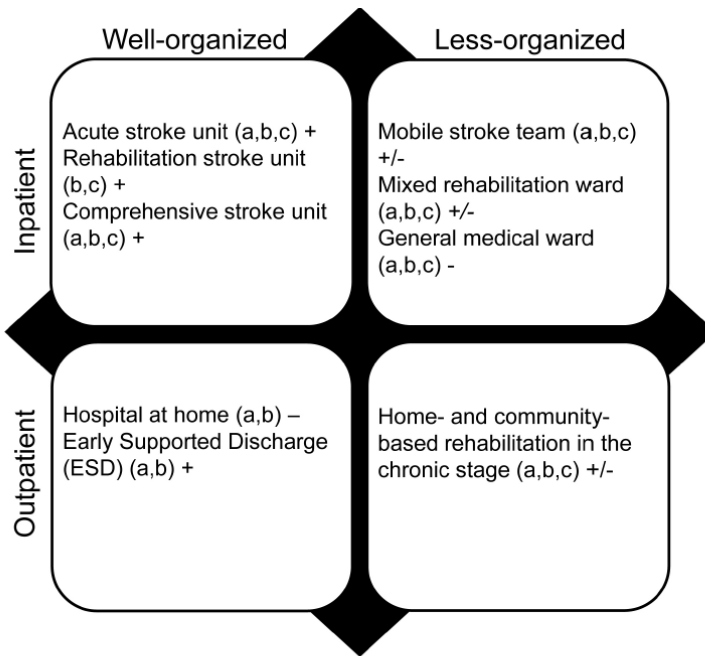 Well-organized
Less-organized
Inpatient
Acute stroke unit (a,b,c) +
Rehabilitation stroke unit
(b,c) +
Comprehensive stroke unit
(a,b,c) +
Mobile stroke team (a,b,c)
+/-
Mixed rehabilitation ward
(a,b,c) +/-
General medical ward
(a,b,c) -
Outpatient
Hospital at home (a,b) –
Early Supported Discharge
(ESD) (a,b) +
Home- and community-
based rehabilitation in the
chronic stage (a,b,c) +/-